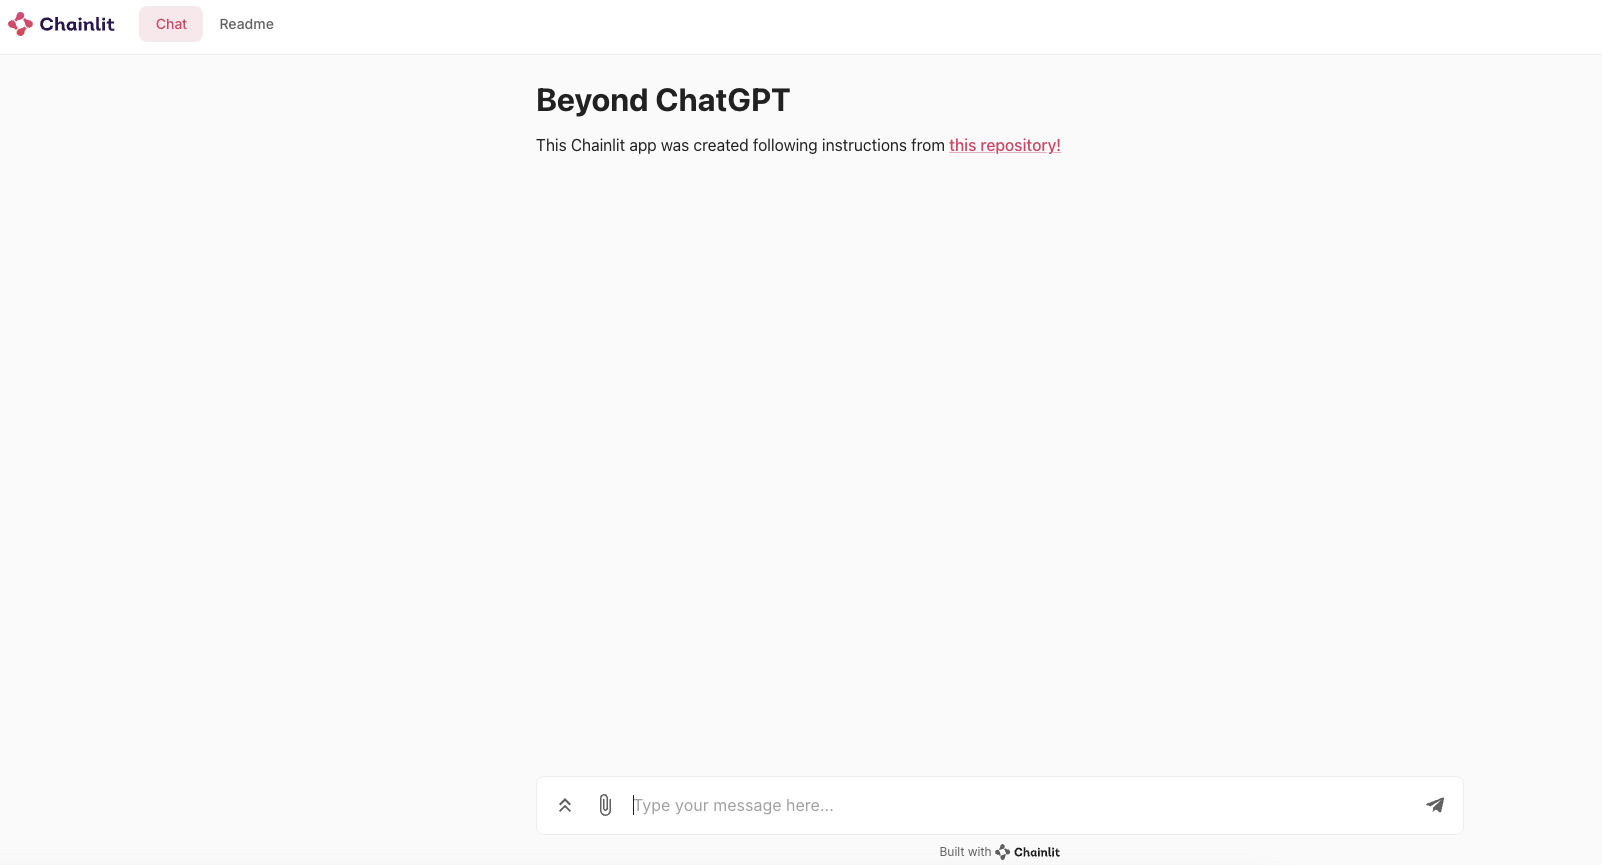 Chainlit Chat Readme
Beyond ChatGPT
This Chainlit app was created following instructions from this repository!
Type your message here...
Built with Chainlit